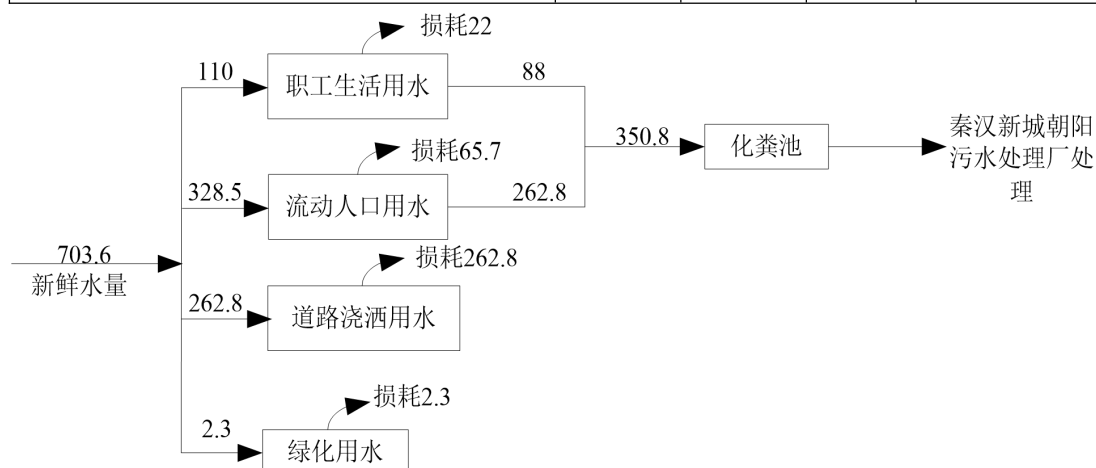 损耗22
110
职工生活用水
88
损耗65.7
328.5
流动人口用水
262.8
350.8
化粪池
秦汉新城朝阳
污水处理厂处
理
703.6
新鲜水量
损耗262.8
262.8
道路浇洒用水
损耗2.3
2.3
绿化用水